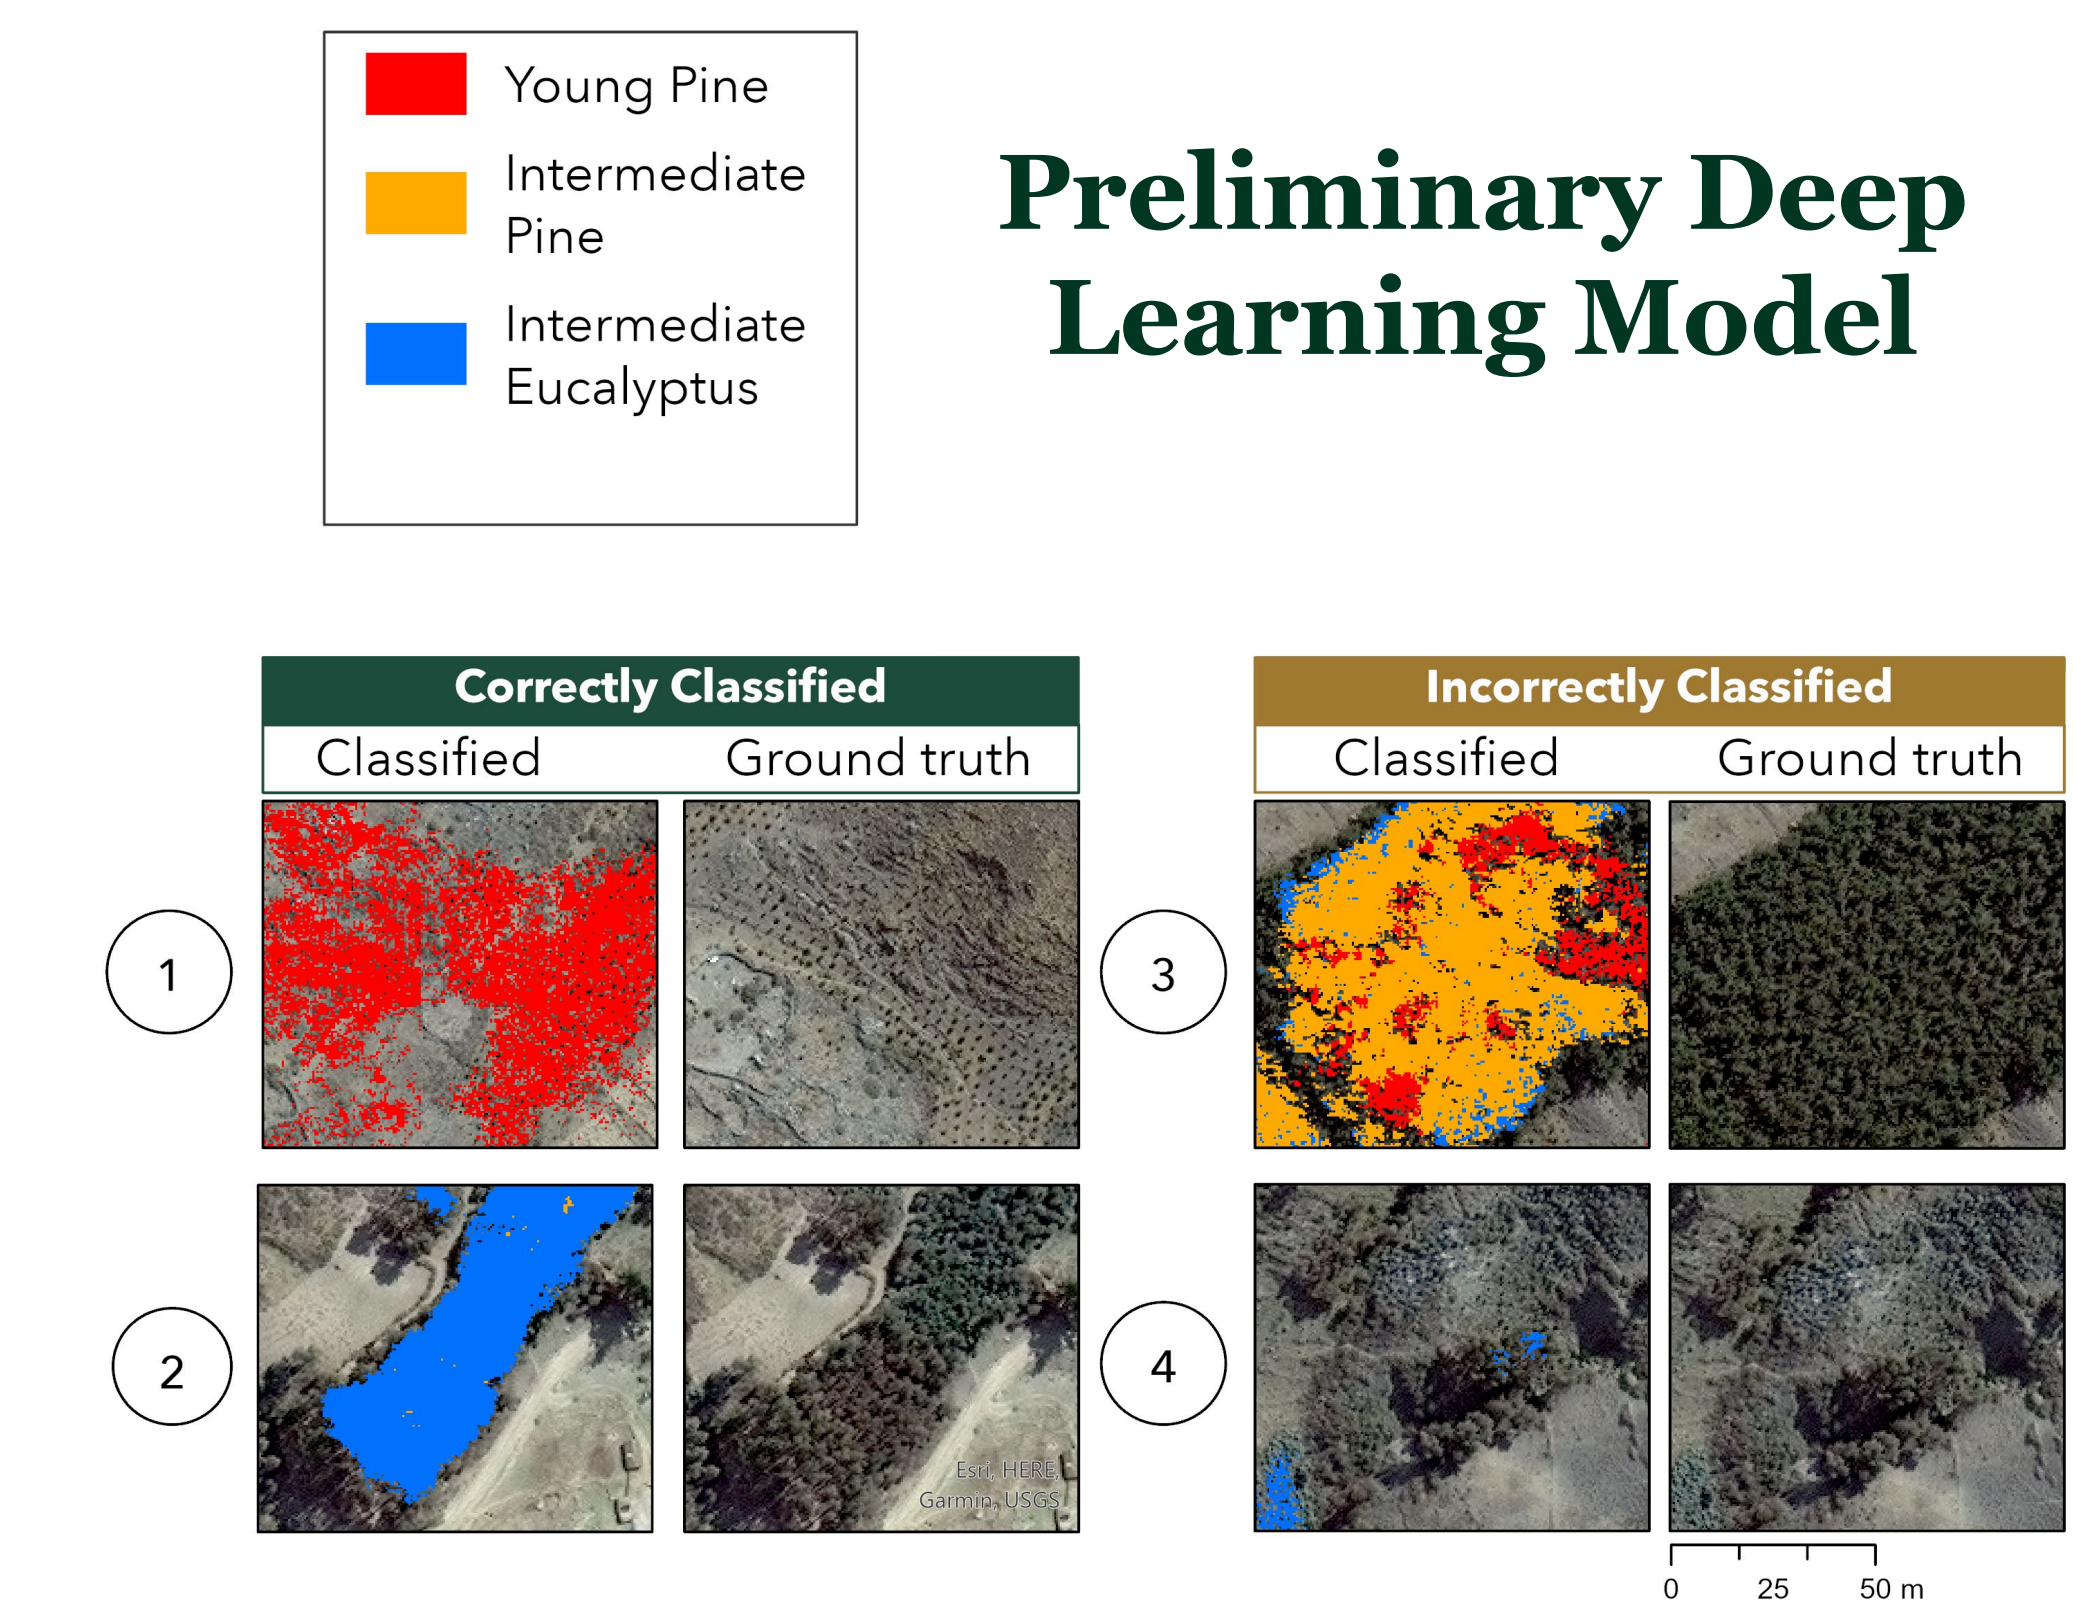 Young Pine
Intermediate
Pine
Intermediate
Eucalyptus
Preliminary Deep
Learning Model
Correctly Classified
Classified
Ground truth
Incorrectly Classified
Classified
Ground truth
1
3
2
Esri, HERE,
Garmin, USGS
4
0
25
50 m